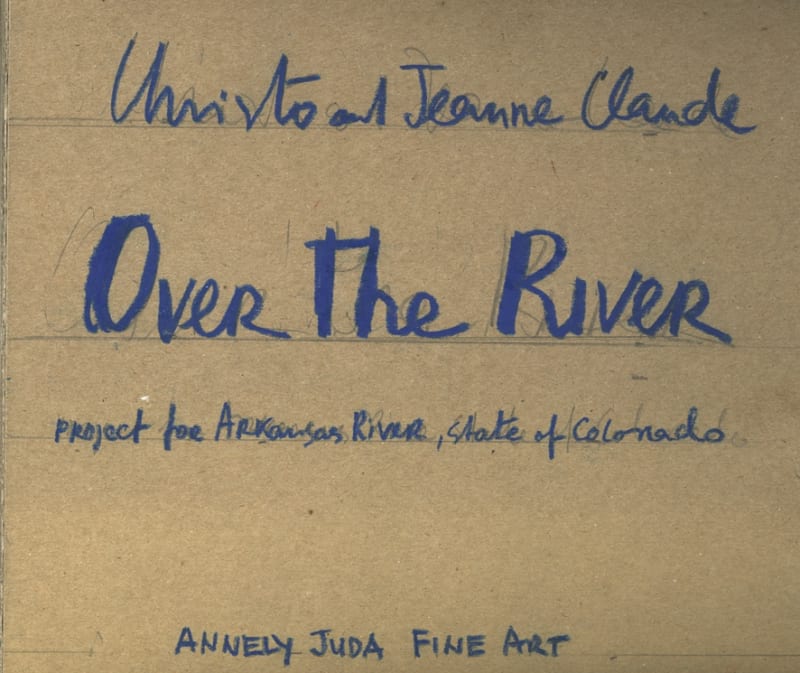 Christo and Jeanne Claude
Over The River
project for Arkansas River, state of Colorado
ANNELY JUDA FINE ART